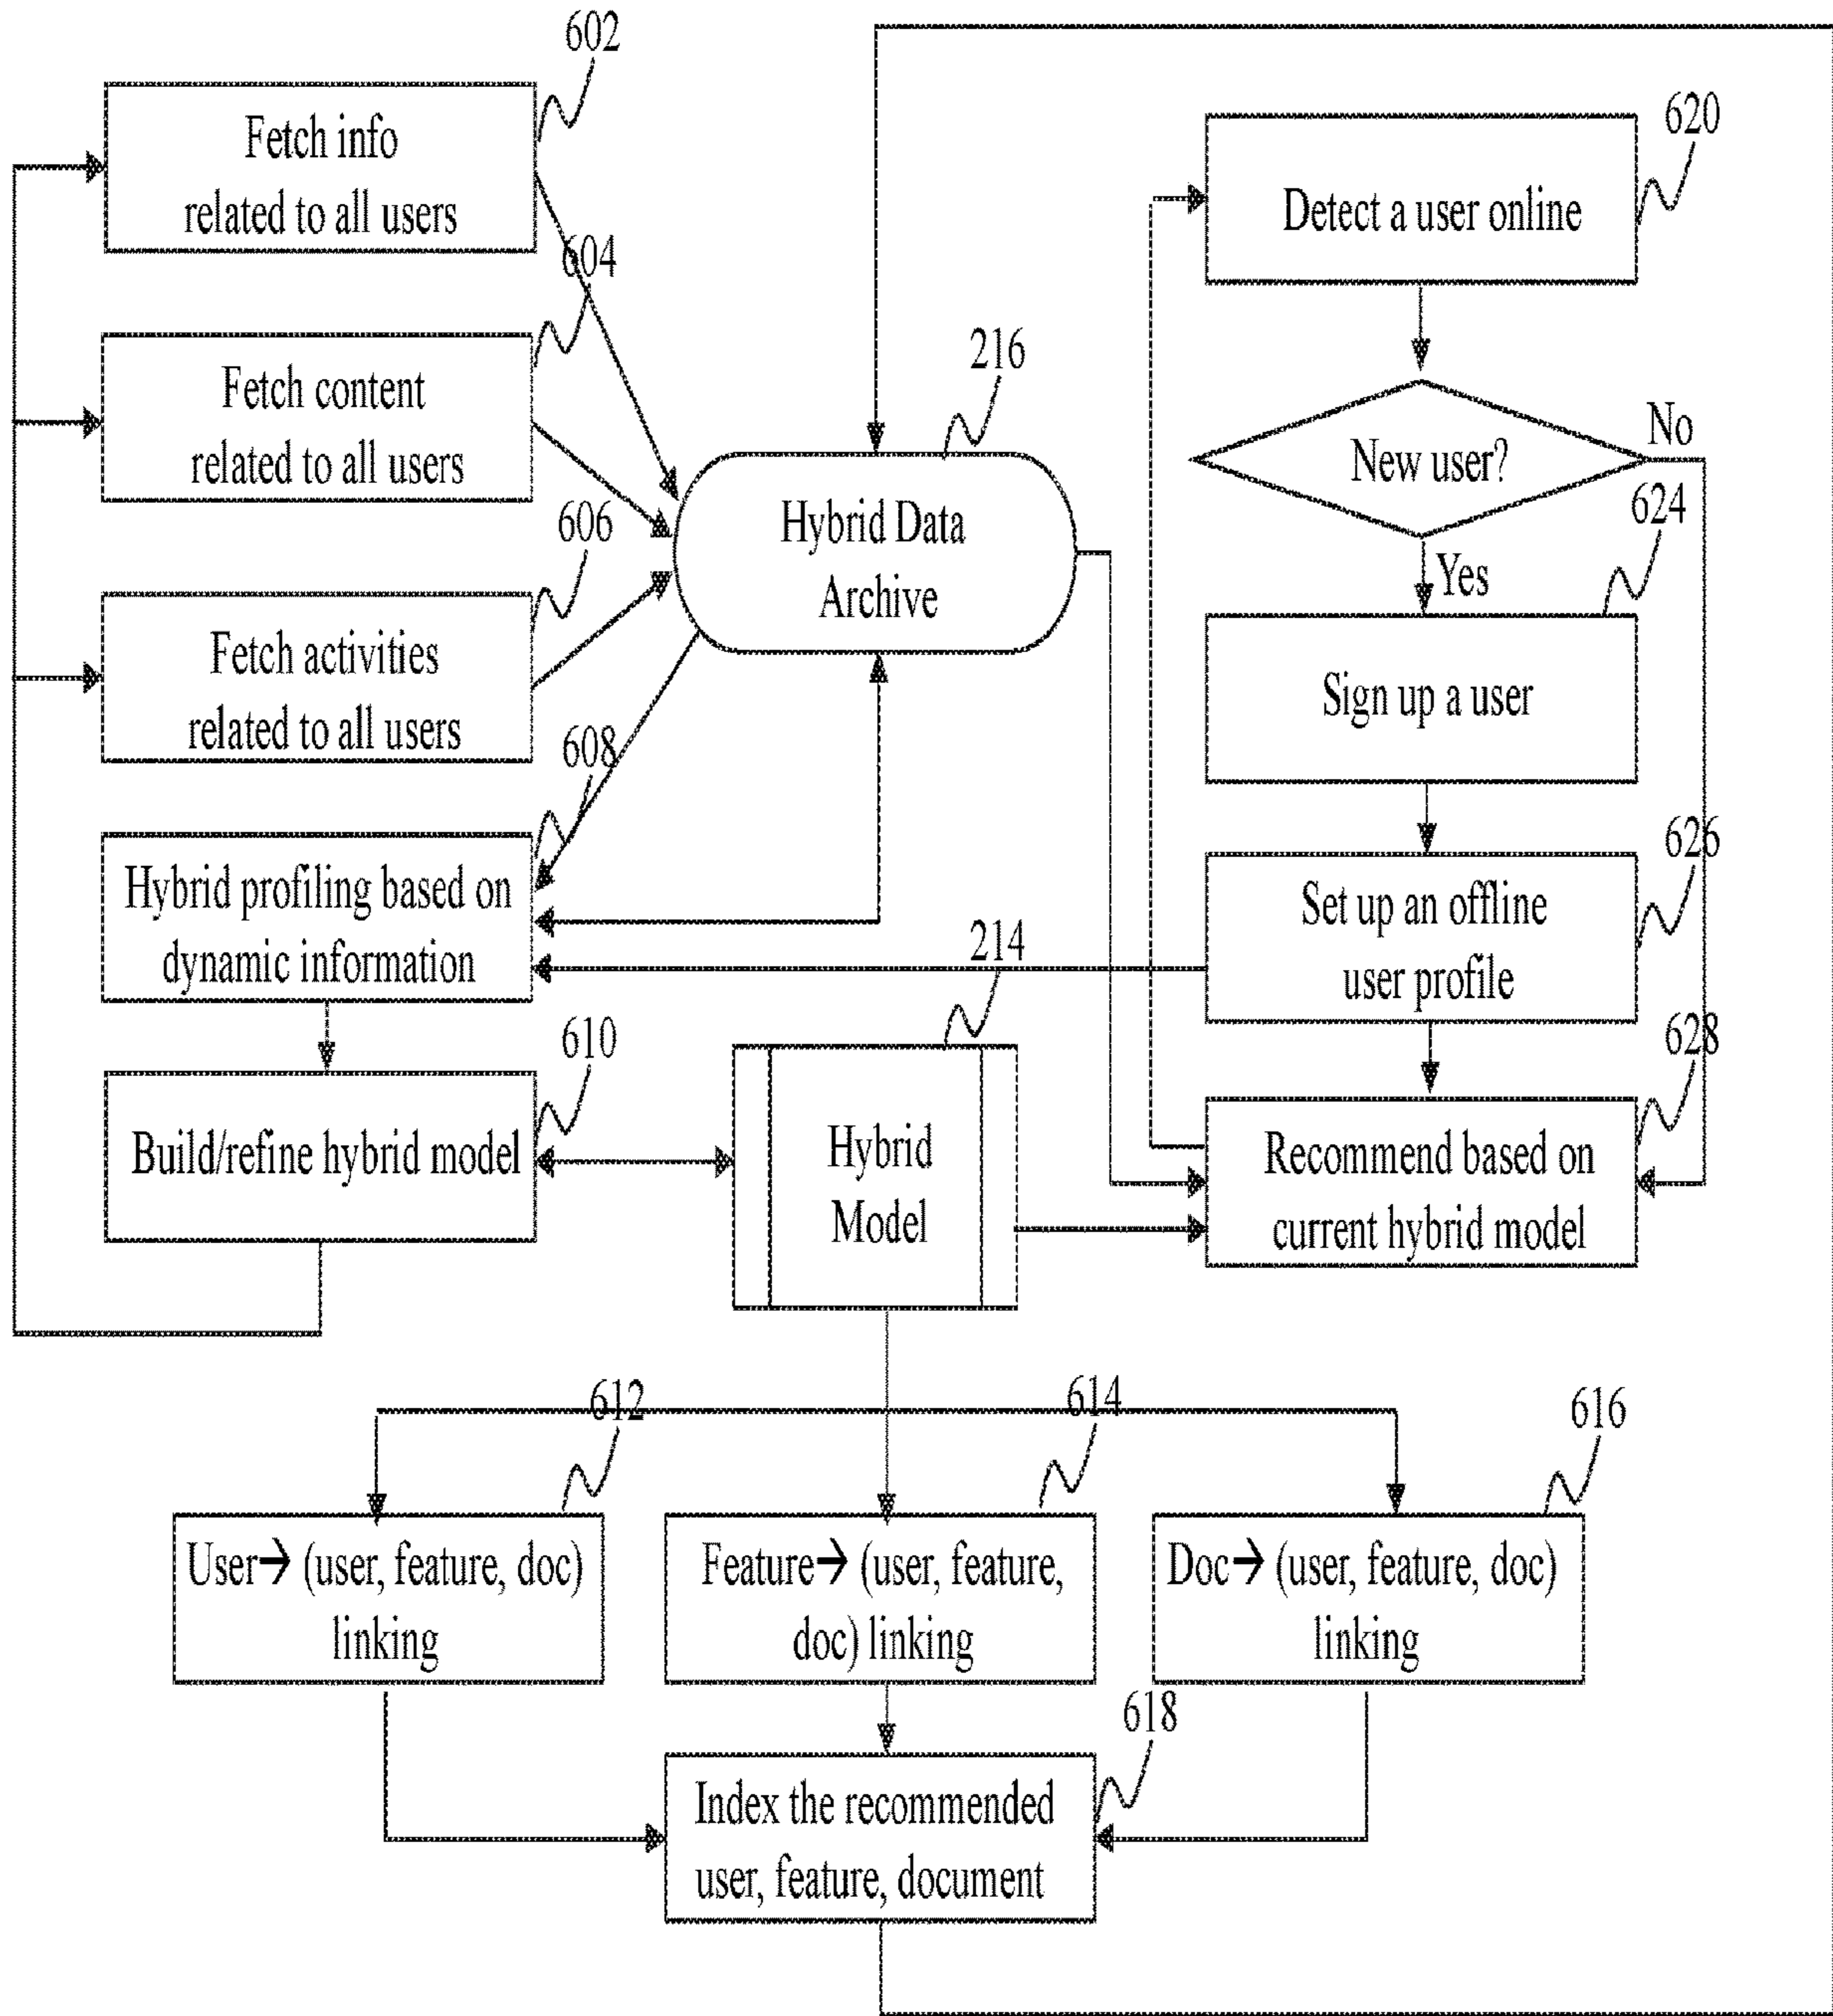 602
Fetch info
related to all users
604
Fetch content
related to all users
606
Fetch activities
related to all users
608
Hybrid profiling based on
dynamic information
610
Build/refine hybrid model
216
Hybrid Data
Archive
214
Hybrid
Model
620
Detect a user online
New user?
No
Yes
624
Sign up a user
626
Set up an offline
user profile
628
Recommend based on
current hybrid model
612
User→ (user, feature, doc)
linking
614
Feature→ (user, feature,
doc) linking
616
Doc→ (user, feature, doc)
linking
618
Index the recommended
user, feature, document